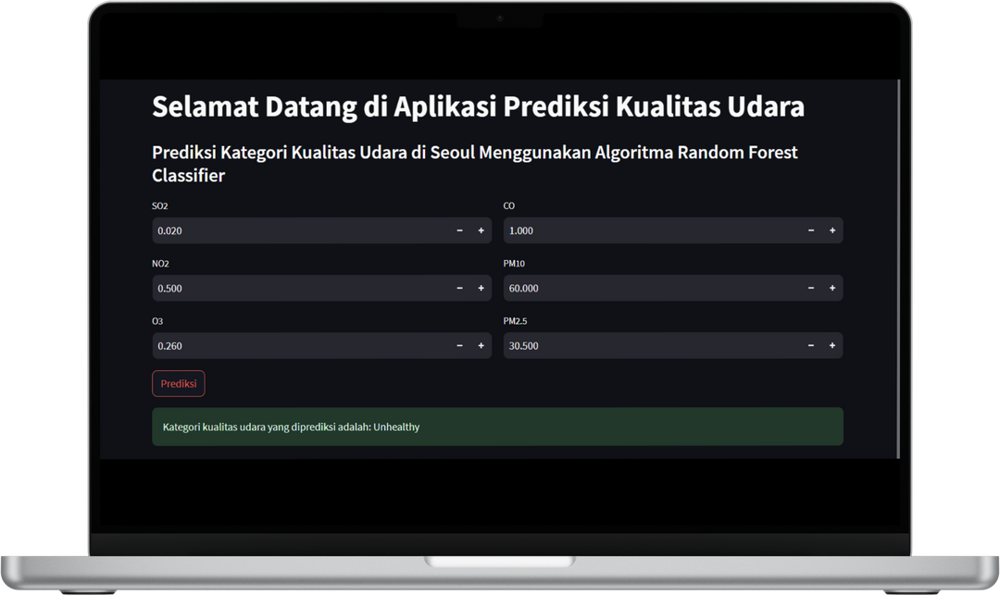 Selamat Datang di Aplikasi Prediksi Kualitas Udara
Prediksi Kategori Kualitas Udara di Seoul Menggunakan Algoritma Random Forest
Classifier
SO2
0.020 − +
CO
1.000 − +
NO2
0.500 − +
PM10
60.000 − +
O3
0.260 − +
PM2.5
30.500 − +
Prediksi
Kategori kualitas udara yang diprediksi adalah: Unhealthy